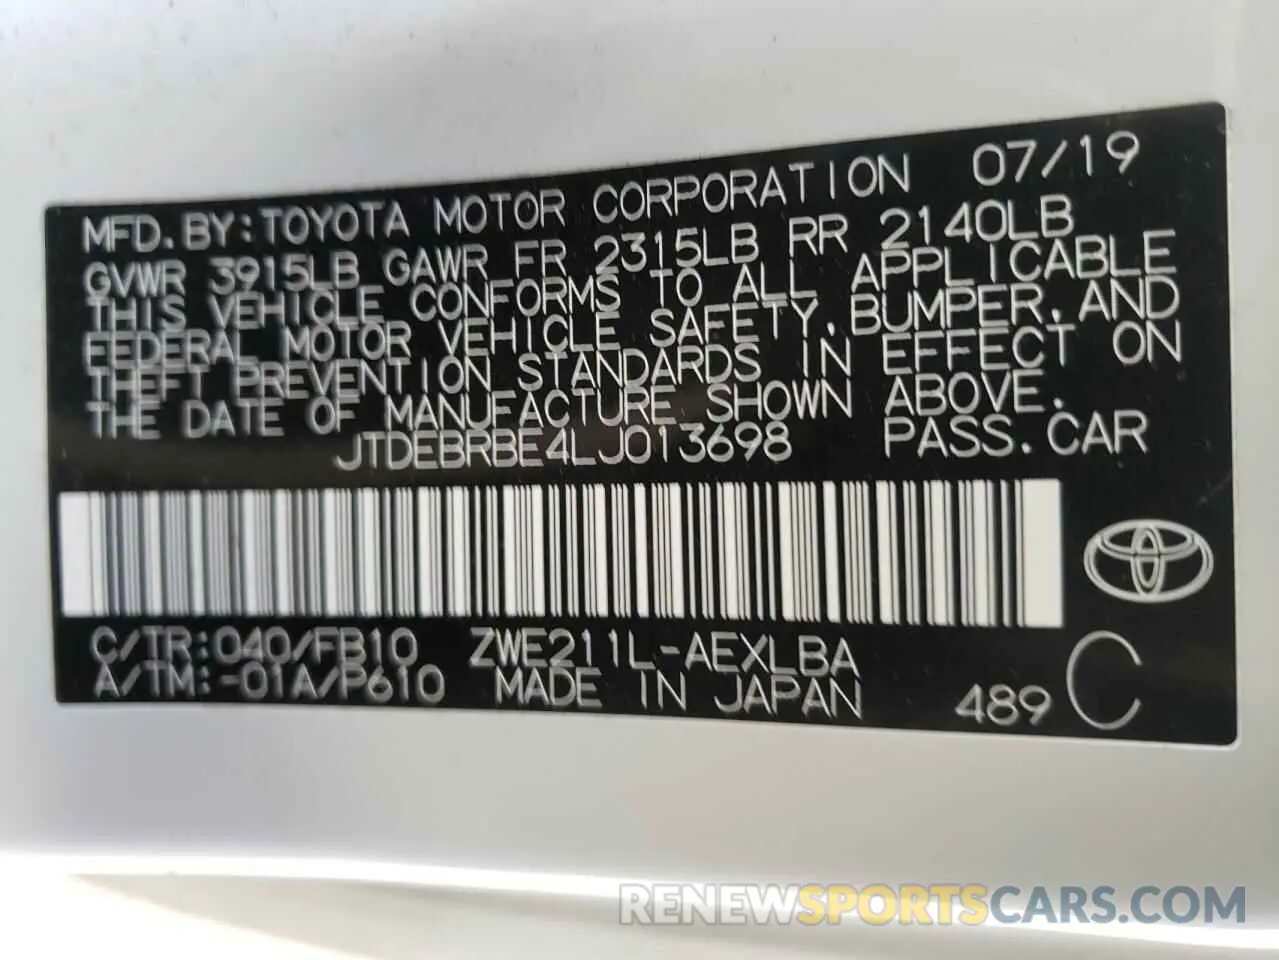 MFD.BY:TOYOTA MOTOR CORPORATION 07/19
GVWR 3915LB GAWR FR 2315LB RR 2140LB
THIS VEHICLE CONFORMS TO ALL APPLICABLE
FEDERAL MOTOR VEHICLE SAFETY, BUMPER, AND
THEFT PREVENTION STANDARDS IN EFFECT ON
THE DATE OF MANUFACTURE SHOWN ABOVE.
JTDEBRBE4LJ013698 PASS.CAR
C/TR:040/FB10 ZWE211L-AEXLBA
A/TM:-01A/P610 MADE IN JAPAN 489 C
RENEWSPORTSCARS.COM